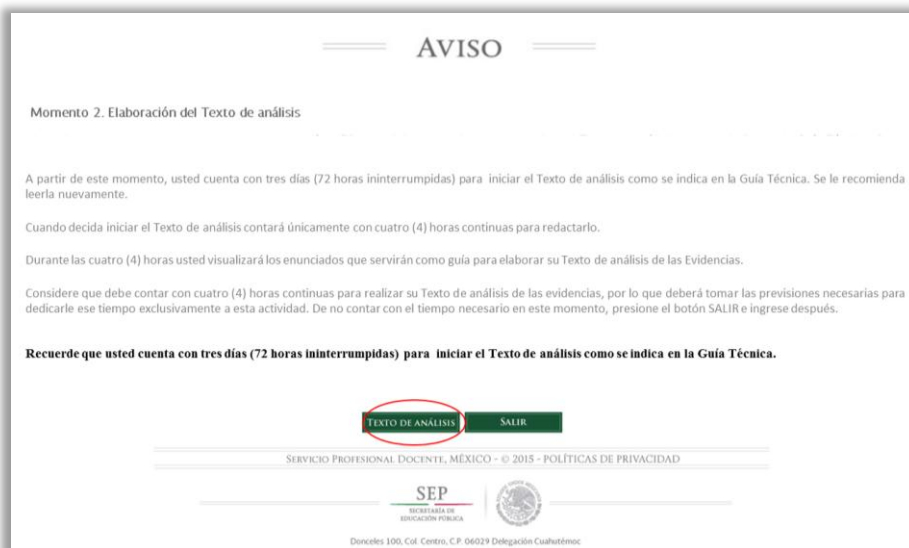 AVISO
Momento 2. Elaboración del Texto de análisis
A partir de este momento, usted cuenta con tres días (72 horas ininterrumpidas) para iniciar el Texto de análisis como se indica en la Guía Técnica. Se le recomienda
leerla nuevamente.
Cuando decida iniciar el Texto de análisis contará únicamente con cuatro (4) horas continuas para redactarlo.
Durante las cuatro (4) horas usted visualizará los enunciados que servirán como guía para elaborar su Texto de análisis de las Evidencias.
Considere que debe contar con cuatro (4) horas continuas para realizar su Texto de análisis de las evidencias, por lo que deberá tomar las previsiones necesarias para
dedicarle ese tiempo exclusivamente a esta actividad. De no contar con el tiempo necesario en este momento, presione el botón SALIR e ingrese después.
Recuerde que usted cuenta con tres días (72 horas ininterrumpidas) para iniciar el Texto de análisis como se indica en la Guía Técnica.
TEXTO DE ANÁLISIS SALIR
SERVICIO PROFESIONAL DOCENTE, MÉXICO - © 2015 - POLÍTICAS DE PRIVACIDAD
SEP
SECRETARÍA DE
EDUCACIÓN PÚBLICA
Donceles 100, Col. Centro, C.P. 06029 Delegación Cuahutémoc